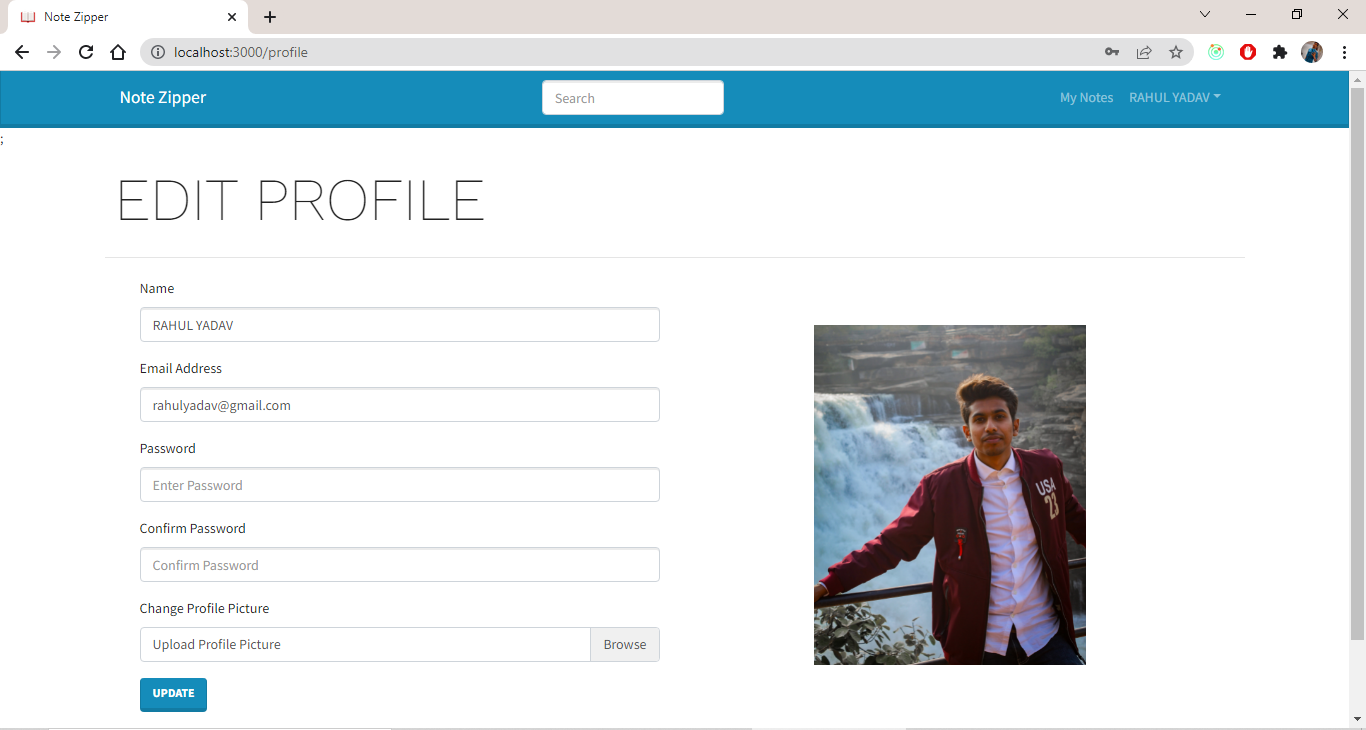 Note Zipper
localhost:3000/profile
Note Zipper
Search
My Notes
RAHUL YADAV
;
EDIT PROFILE
Name
RAHUL YADAV
Email Address
rahulyadav@gmail.com
Password
Enter Password
Confirm Password
Confirm Password
Change Profile Picture
Upload Profile Picture
Browse
UPDATE
USA
23